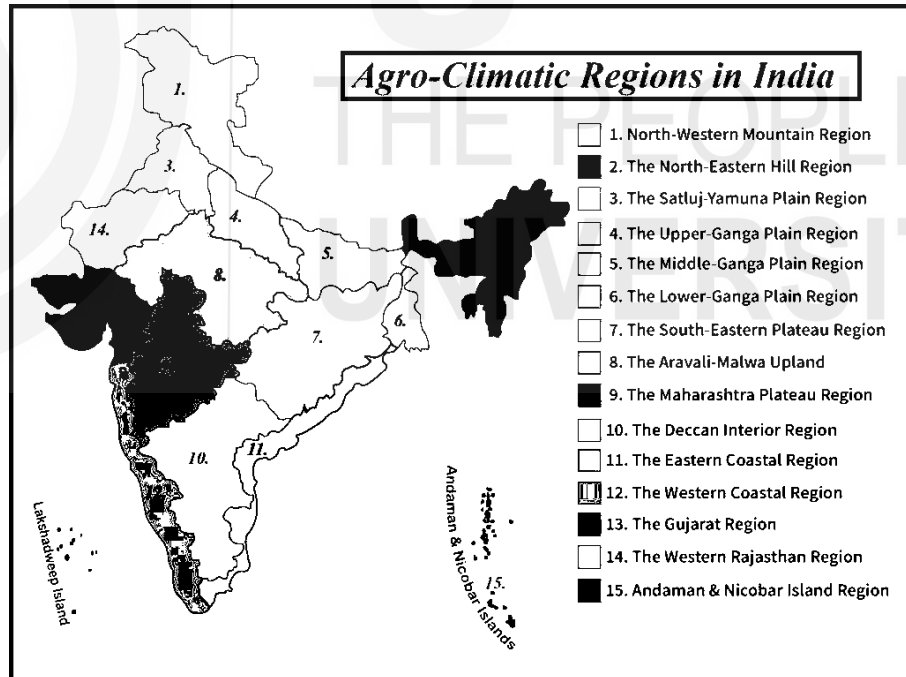 Agro-Climatic Regions in India
THE PEOPLE
UNIVERSI
1. North-Western Mountain Region
2. The North-Eastern Hill Region
3. The Satluj-Yamuna Plain Region
4. The Upper-Ganga Plain Region
5. The Middle-Ganga Plain Region
6. The Lower-Ganga Plain Region
7. The South-Eastern Plateau Region
8. The Aravali-Malwa Upland
9. The Maharashtra Plateau Region
10. The Deccan Interior Region
11. The Eastern Coastal Region
12. The Western Coastal Region
13. The Gujarat Region
14. The Western Rajasthan Region
15. Andaman & Nicobar Island Region
1.
3.
14.
4.
5.
8.
7.
6.
10.
11.
Lakshadweep Island
Andaman & Nicobar Islands
15.